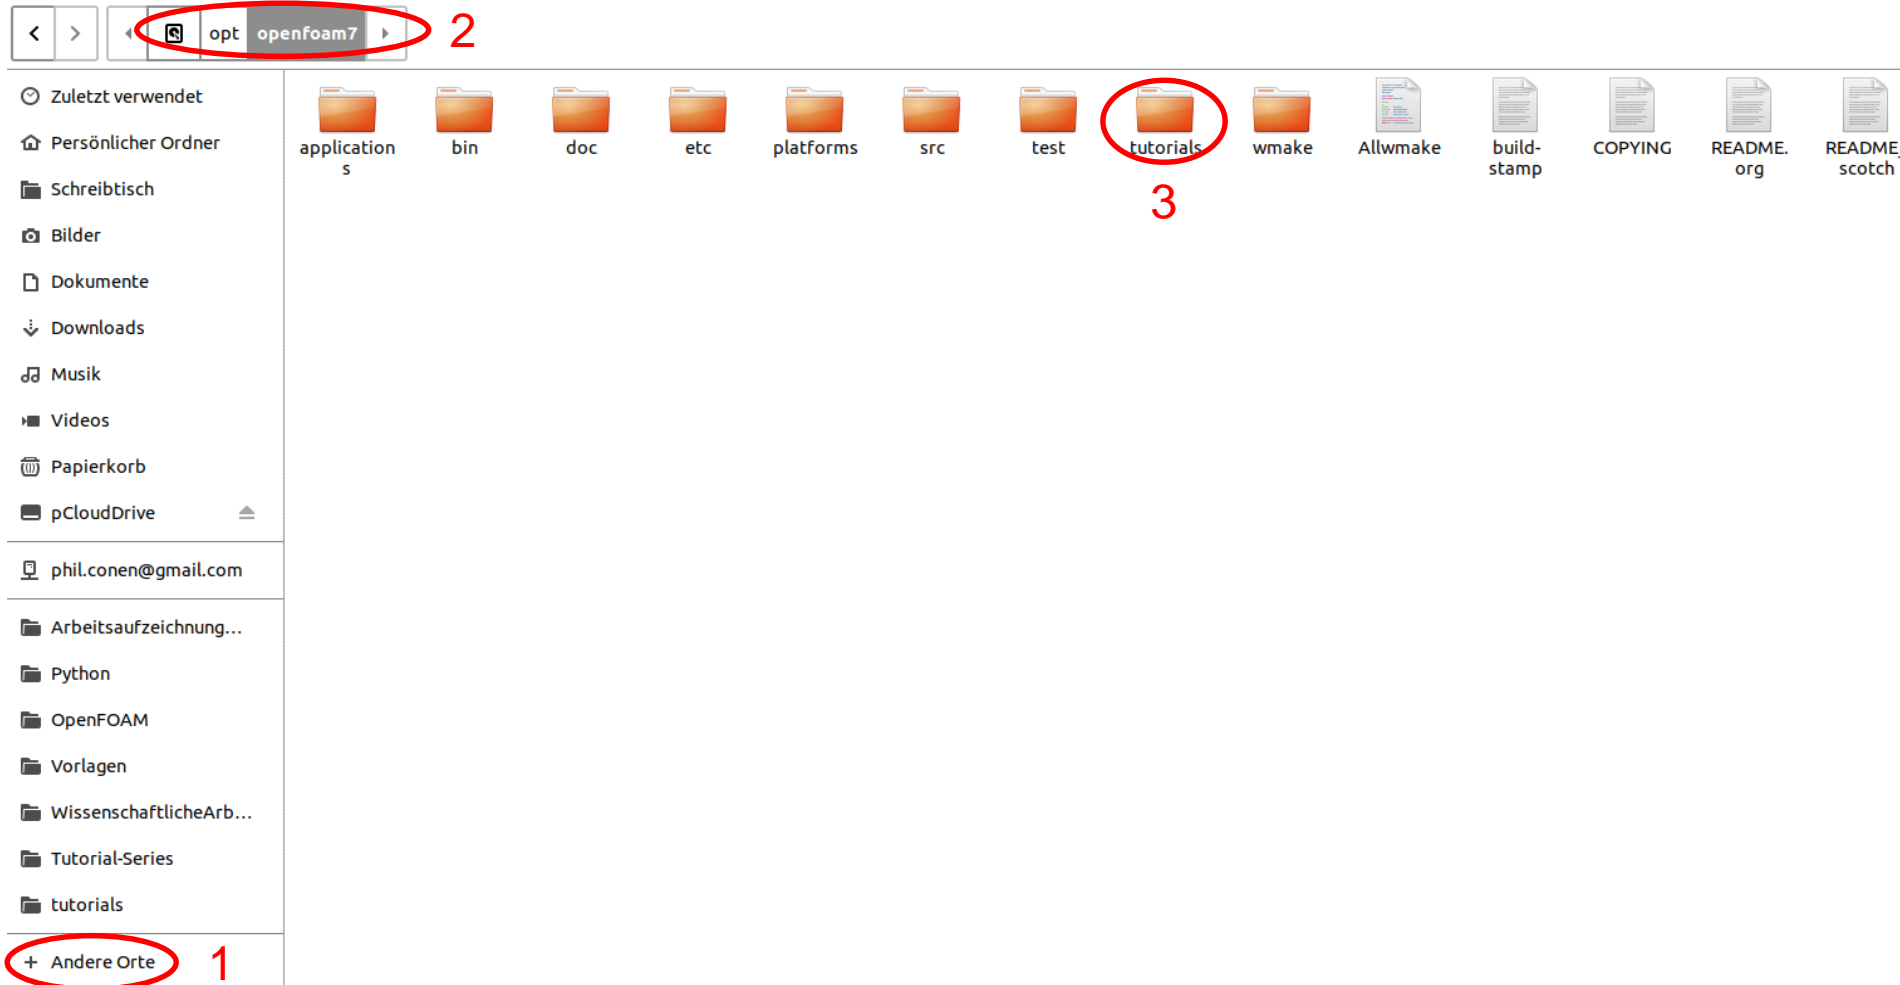 opt openfoam7 2
Zuletzt verwendet
Persönlicher Ordner
Schreibtisch
Bilder
Dokumente
Downloads
Musik
Videos
Papierkorb
pCloudDrive
phil.conen@gmail.com
Arbeitsaufzeichnung...
Python
OpenFOAM
Vorlagen
WissenschaftlicheArb...
Tutorial-Series
tutorials
+ Andere Orte 1
application
s
bin
doc
etc
platforms
src
test
tutorials
3
wmake
Allwmake
build-
stamp
COPYING
README.
org
README_
scotch